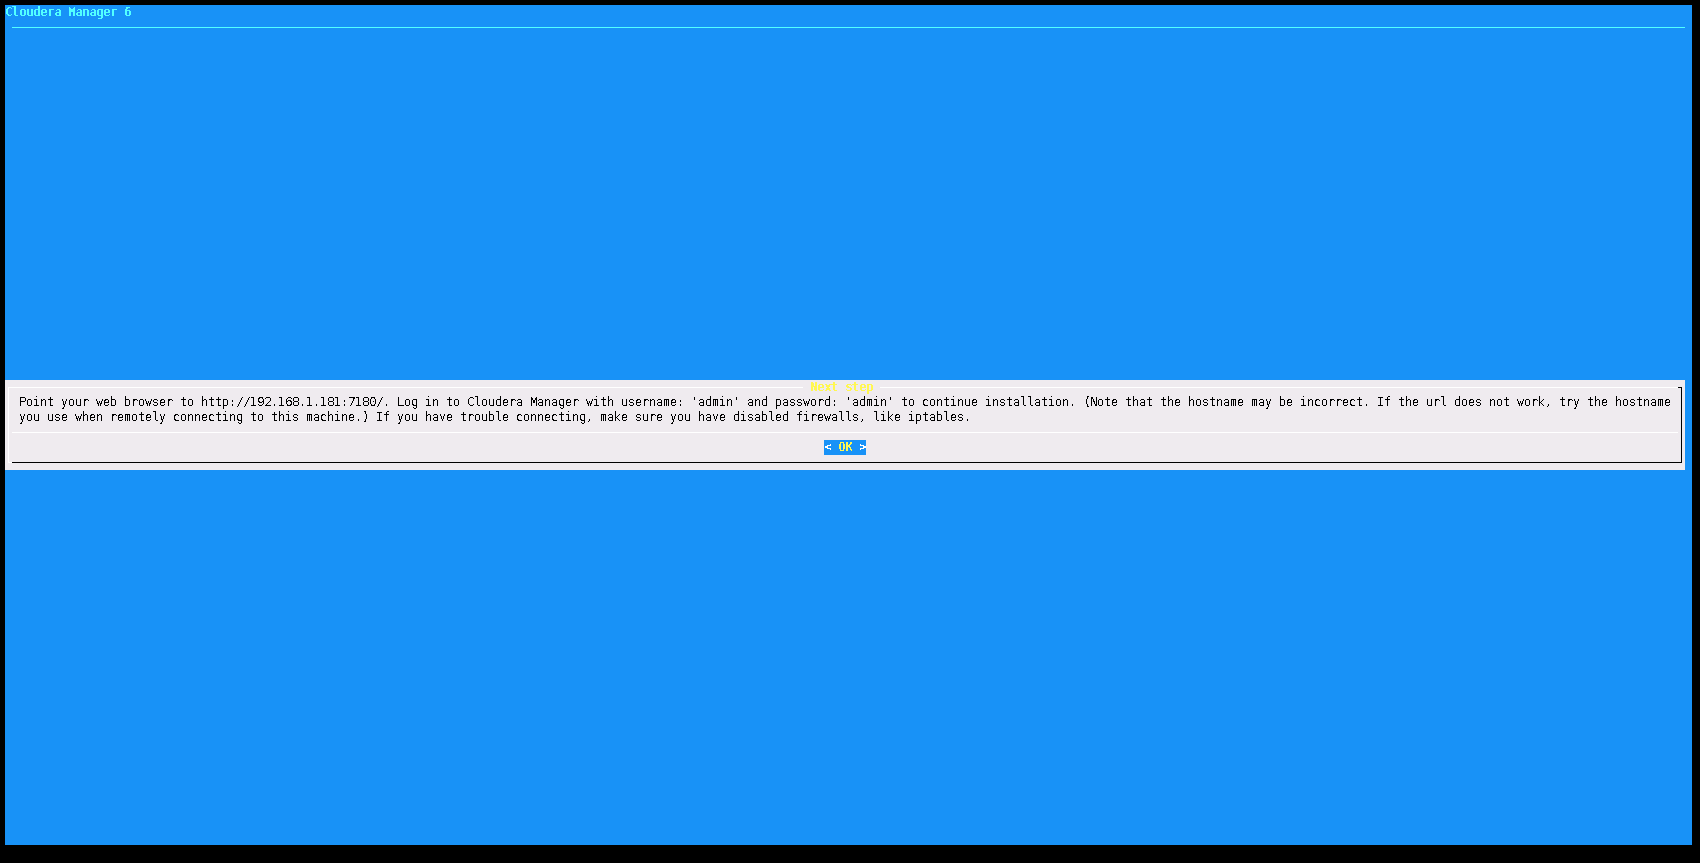 Cloudera Manager 6
Next step
Point your web browser to http://192.168.1.181:7180/. Log in to Cloudera Manager with username: 'admin' and password: 'admin' to continue installation. (Note that the hostname may be incorrect. If the url does not work, try the hostname
you use when remotely connecting to this machine.) If you have trouble connecting, make sure you have disabled firewalls, like iptables.
< OK >